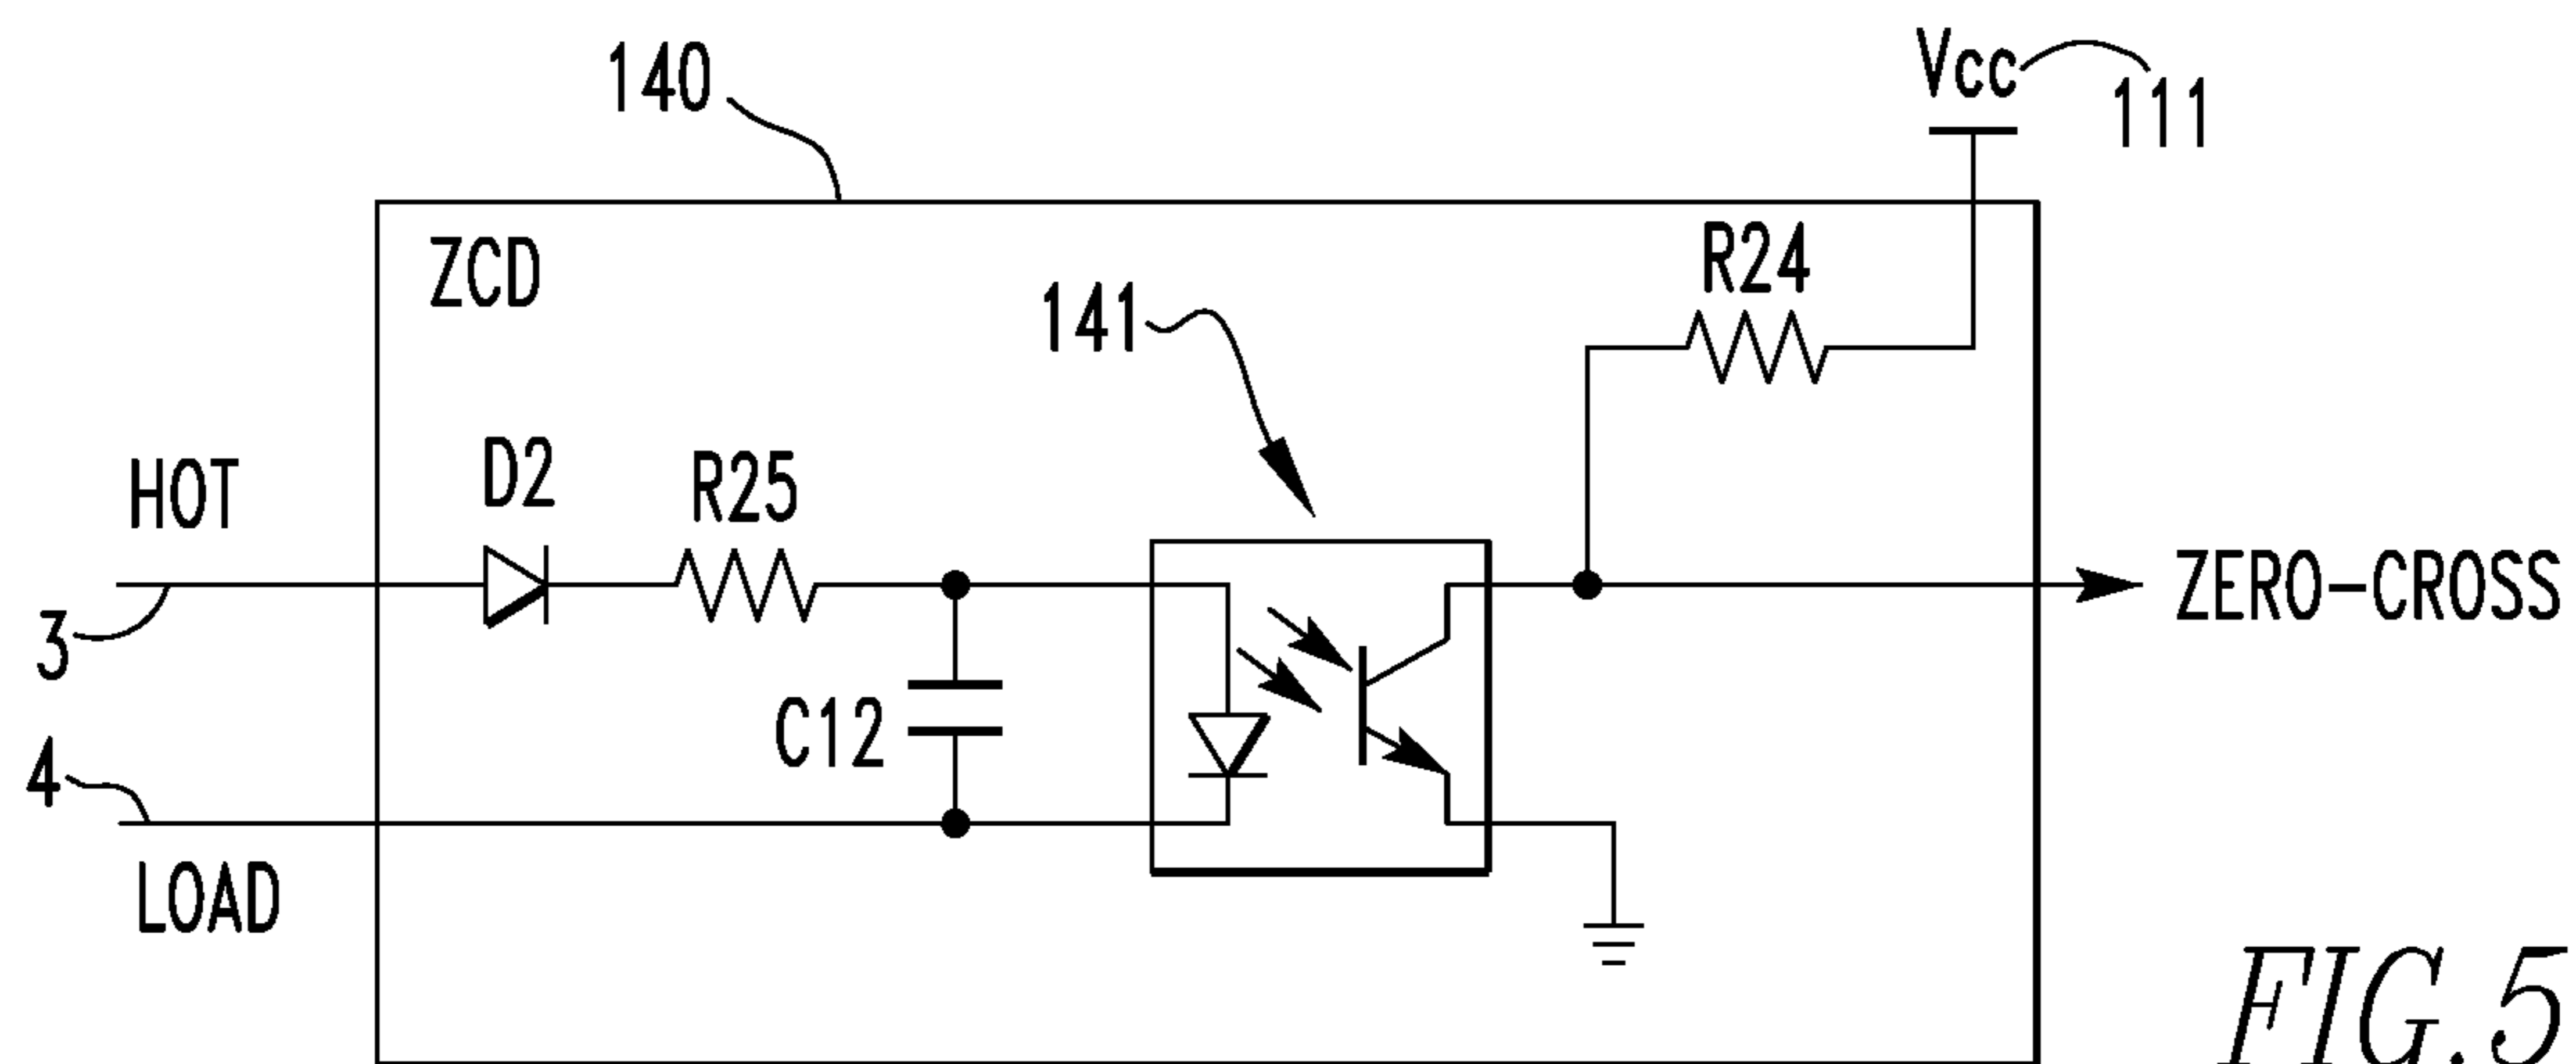 140
Vcc
111
ZCD
R24
141
HOT
D2
R25
ZERO-CROSS
3
C12
4
LOAD
FIG.5